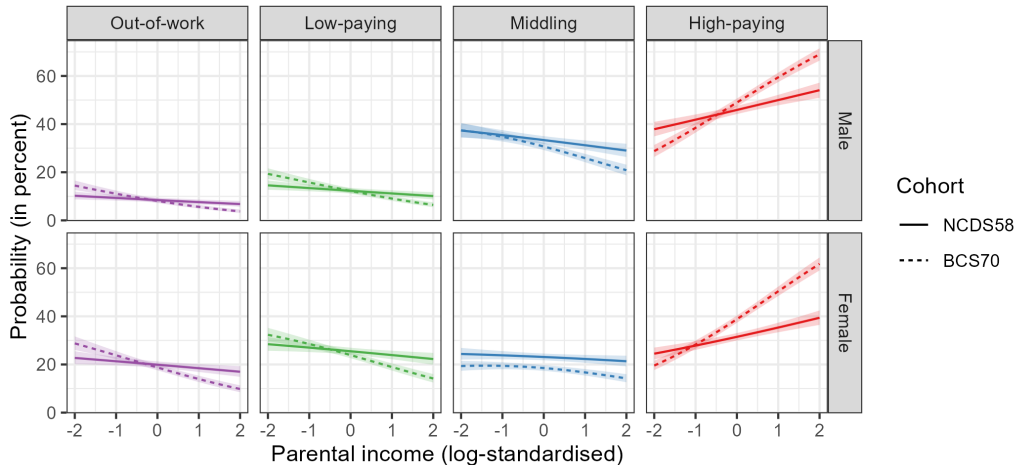 Out-of-work Low-paying Middling High-paying
60
40
20
0
Male
60
40
20
0
Female
-2 -1 0 1 2 -2 -1 0 1 2 -2 -1 0 1 2 -2 -1 0 1 2
Probability (in percent)
Parental income (log-standardised)
Cohort
NCDS58
BCS70